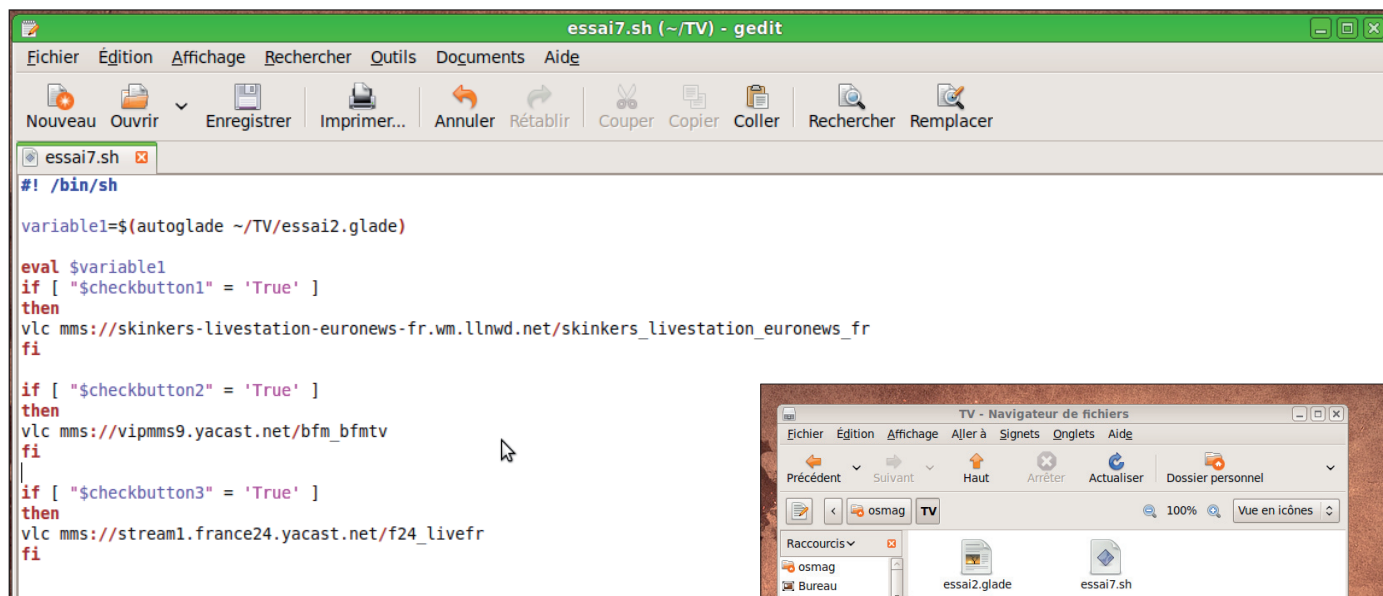 essai7.sh (~/TV) - gedit
Fichier Édition Affichage Rechercher Outils Documents Aide
Nouveau Ouvrir Enregistrer Imprimer... Annuler Rétablir Couper Copier Coller Rechercher Remplacer
essai7.sh
#! /bin/sh
variable1=$(autoglade ~/TV/essai2.glade)
eval $variable1
if [ "$checkbutton1" = 'True' ]
then
vlc mms://skinkers-livestation-euronews-fr.wm.llnwd.net/skinkers_livestation_euronews_fr
fi
if [ "$checkbutton2" = 'True' ]
then
vlc mms://vipmms9.yacast.net/bfm_bfmtv
fi
if [ "$checkbutton3" = 'True' ]
then
vlc mms://stream1.france24.yacast.net/f24_livefr
fi
TV - Navigateur de fichiers
Fichier Édition Affichage Aller à Signets Onglets Aide
Précédent Suivant Haut Arrêter Actualiser Dossier personnel
osmag TV 100% Vue en icônes
Raccourcis
osmag
Bureau
essai2.glade essai7.sh